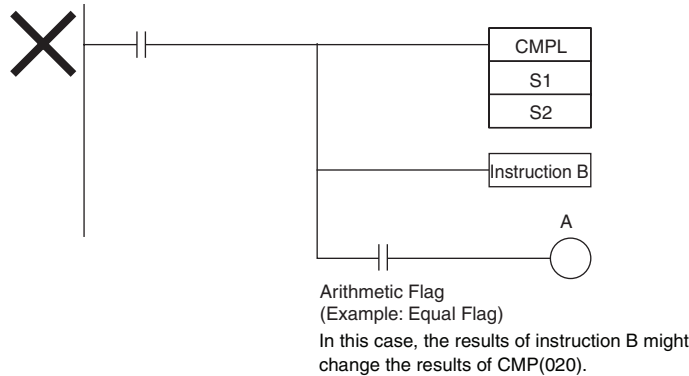 CMPL
S1
S2
Instruction B
A
Arithmetic Flag
(Example: Equal Flag)
In this case, the results of instruction B might
change the results of CMP(020).